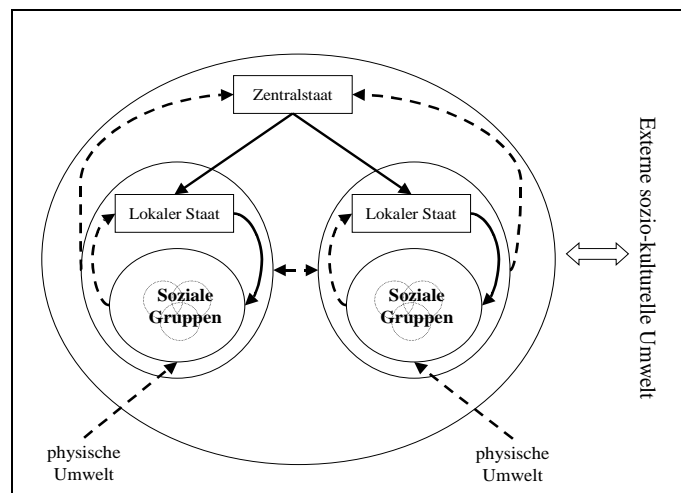 Zentralstaat
Lokaler Staat
Lokaler Staat
Soziale
Gruppen
Soziale
Gruppen
physische
Umwelt
physische
Umwelt
Externe sozio-kulturelle Umwelt